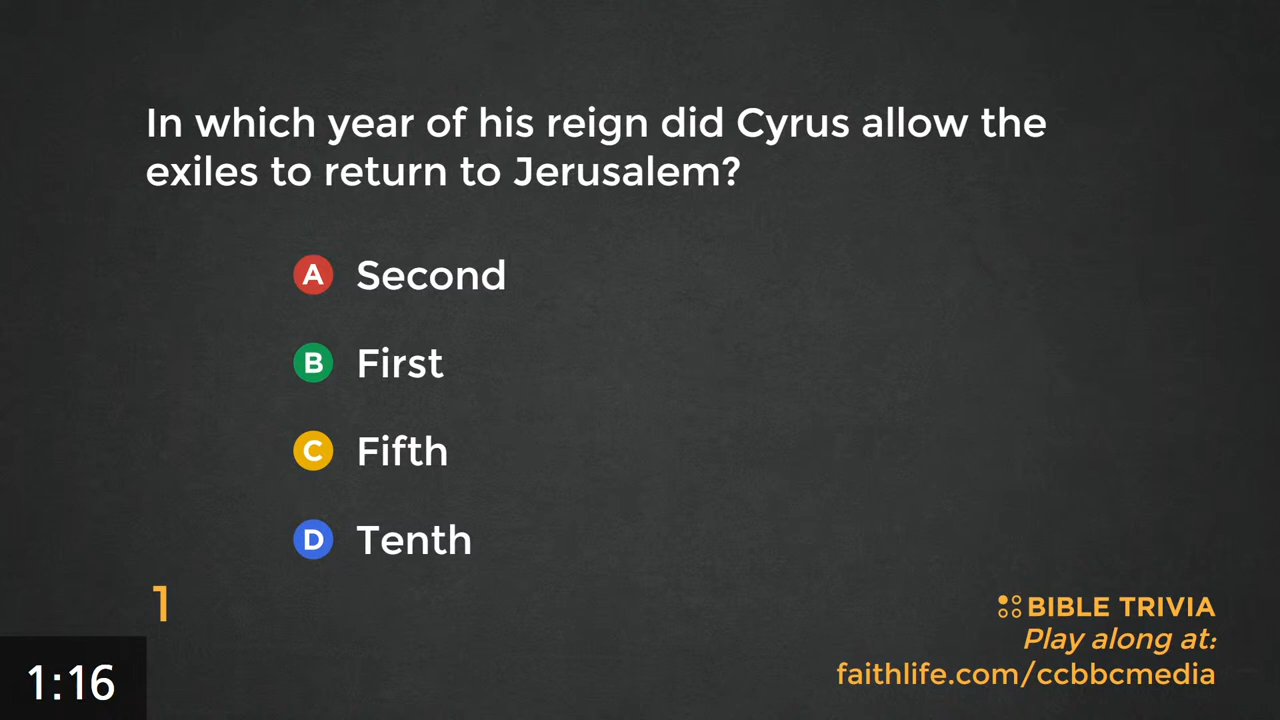 In which year of his reign did Cyrus allow the
exiles to return to Jerusalem?
A Second
B First
C Fifth
D Tenth
1
BIBLE TRIVIA
Play along at:
faithlife.com/ccbbcmedia
1:16